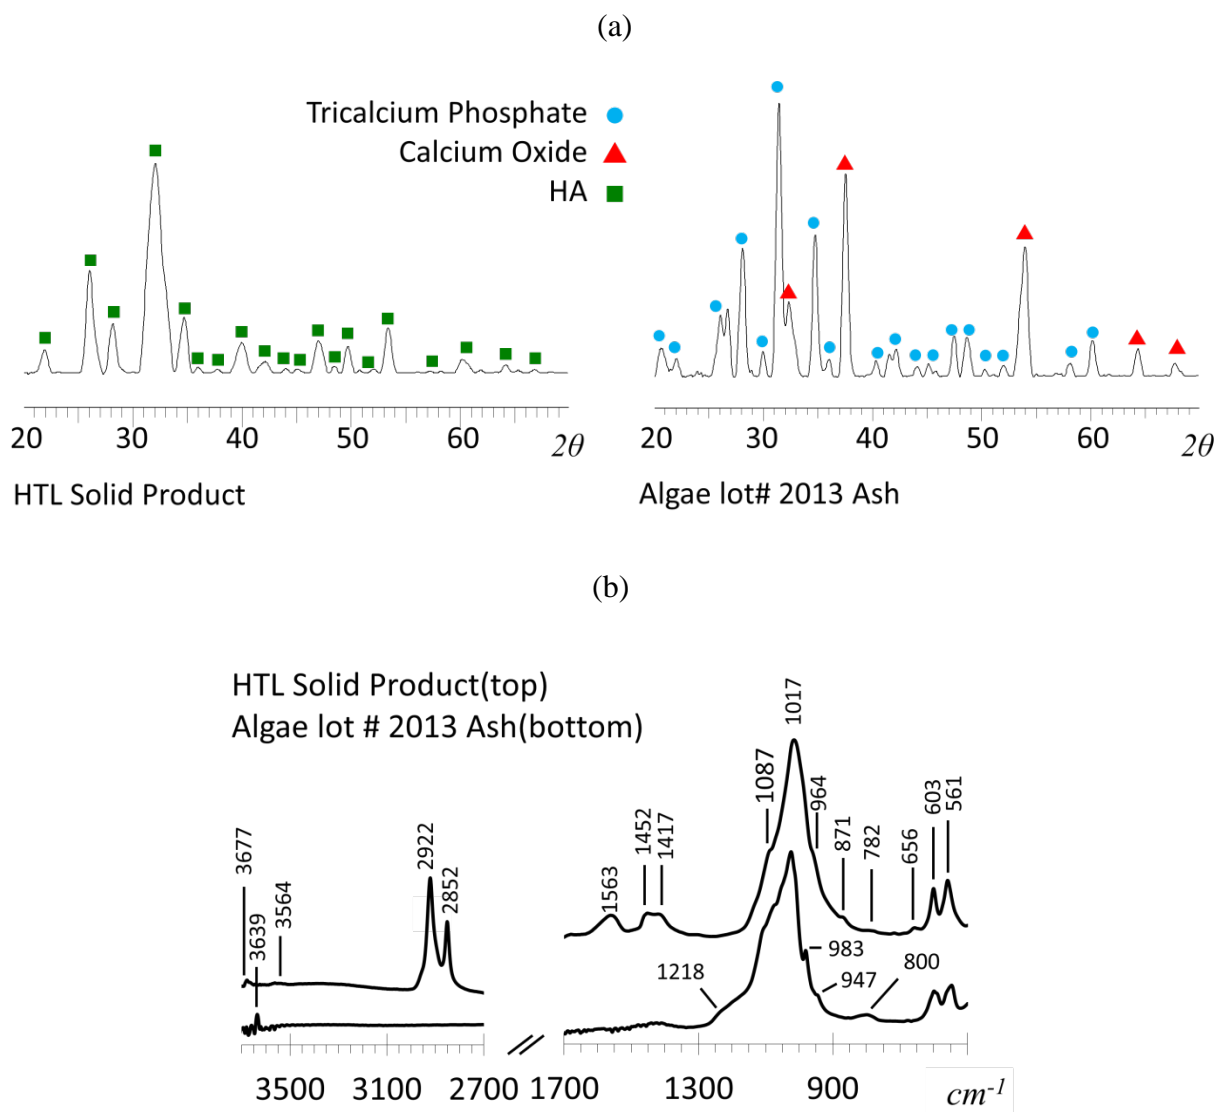 (a)
Tricalcium Phosphate
Calcium Oxide
HA
20 30 40 50 60 2θ
20 30 40 50 60 2θ
HTL Solid Product
Algae lot# 2013 Ash
(b)
HTL Solid Product(top)
Algae lot # 2013 Ash(bottom)
3677
3639
3564
2922
2852
1563
1452
1417
1087
1017
964
871
782
656
603
561
1218
983
947
800
3500 3100 2700 1700 1300 900 cm-1